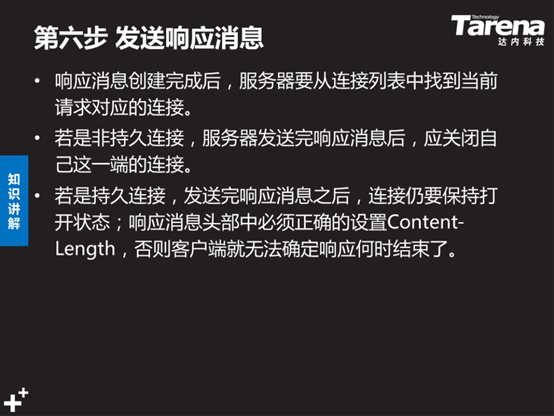 第六步 发送响应消息
Technology
Tarena
达内科技
• 响应消息创建完成后，服务器要从连接列表中找到当前
请求对应的连接。
• 若是非持久连接，服务器发送完响应消息后，应关闭自
己这一端的连接。
• 若是持久连接，发送完响应消息之后，连接仍要保持打
开状态；响应消息头部中必须正确的设置Content-
Length，否则客户端就无法确定响应何时结束了。
知
识
讲
解